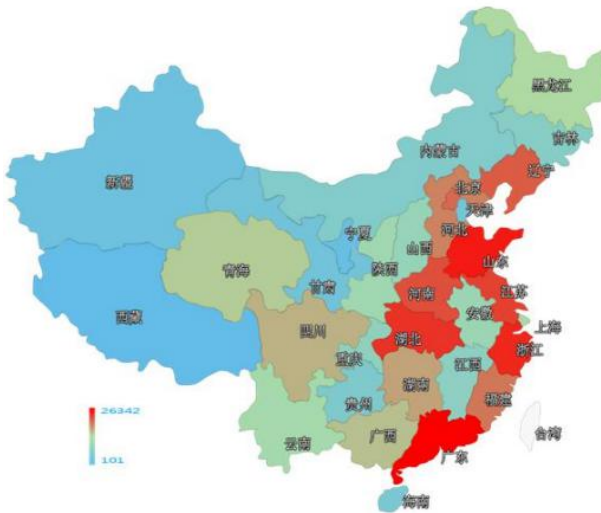 黑龙江
吉林
内蒙古
辽宁
北京
新疆
天津
宁夏
河北
山西
青海
陕西
山东
甘肃
河南
江苏
西藏
安徽
上海
四川
湖北
重庆
浙江
江西
湖南
贵州
福建
26342
云南
广西
台湾
广东
101
海南